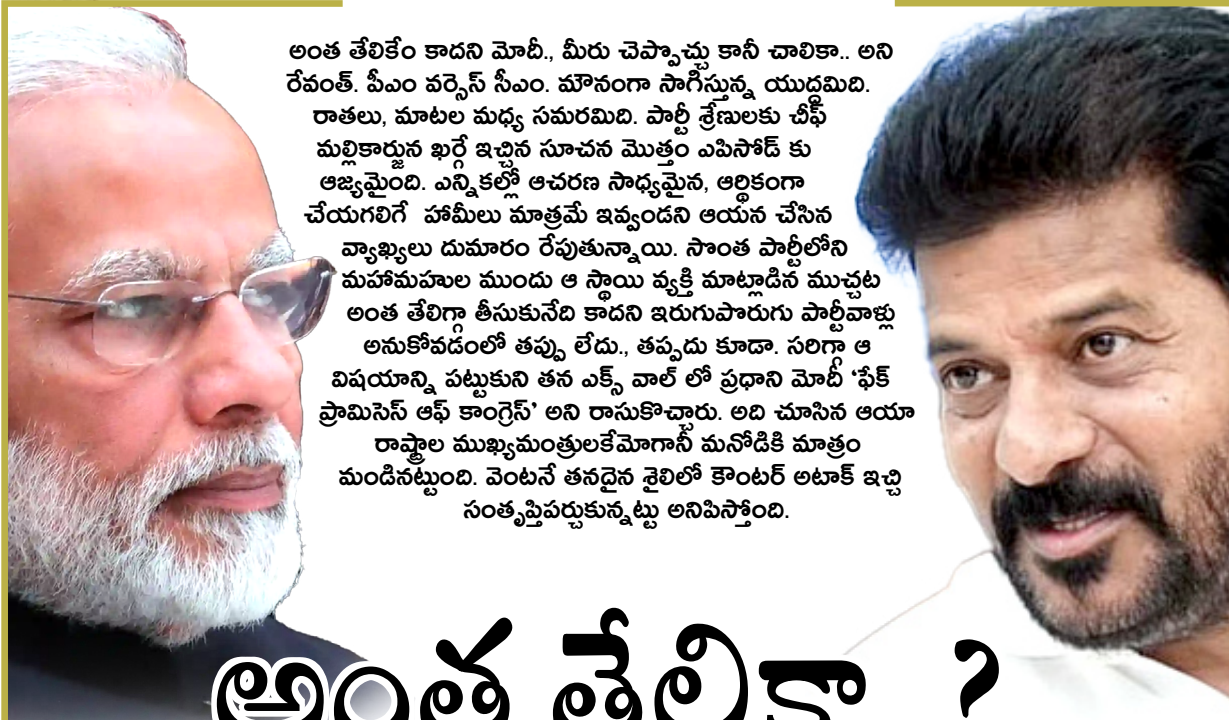 అంత తేలికేం కాదని మోదీ., మీరు చెప్పొచ్చు కానీ చాలికా.. అని
రేవంత్. పీఎం వర్సెస్ సీఎం. మౌనంగా సాగిస్తున్న యుద్ధమిది.
రాతలు, మాటల మధ్య సమరమిది. పార్టీ శ్రేణులకు చీఫ్
మల్లికార్జున ఖర్గే ఇచ్చిన సూచన మొత్తం ఎపిసోడ్ కు
ఆజ్యమైంది. ఎన్నికల్లో ఆచరణ సాధ్యమైన, ఆర్థికంగా
చేయగలిగే హామీలు మాత్రమే ఇవ్వండని ఆయన చేసిన
వ్యాఖ్యలు దుమారం రేపుతున్నాయి. సొంత పార్టీలోని
మహామహుల ముందు ఆ స్థాయి వ్యక్తి మాట్లాడిన ముచ్చట
అంత తేలిగ్గా తీసుకునేది కాదని ఇరుగుపొరుగు పార్టీవాళ్లు
అనుకోవడంలో తప్పు లేదు., తప్పదు కూడా. సరిగ్గా ఆ
విషయాన్ని పట్టుకుని తన ఎక్స్ వాల్ లో ప్రధాని మోదీ ‘ఫేక్
ప్రామిసెస్ ఆఫ్ కాంగ్రెస్’ అని రాసుకొచ్చారు. అది చూసిన ఆయా
రాష్ట్రాల ముఖ్యమంత్రులకేమోగానీ మనోడికి మాత్రం
మండినట్టుంది. వెంటనే తనదైన శైలిలో కౌంటర్ అటాక్ ఇచ్చి
సంతృప్తిపర్చుకున్నట్టు అనిపిస్తోంది.
అంత తేలికా ..?